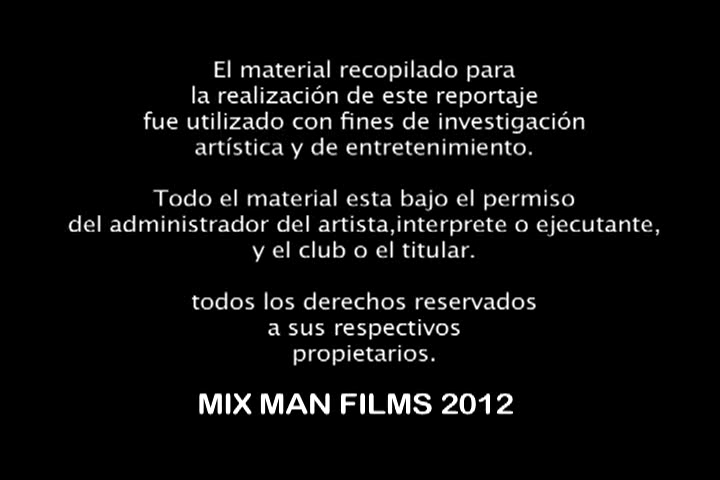 El material recopilado para
la realización de este reportaje
fue utilizado con fines de investigación
artística y de entretenimiento.
Todo el material esta bajo el permiso
del administrador del artista,interprete o ejecutante,
y el club o el titular.
todos los derechos reservados
a sus respectivos
propietarios.
MIX MAN FILMS 2012